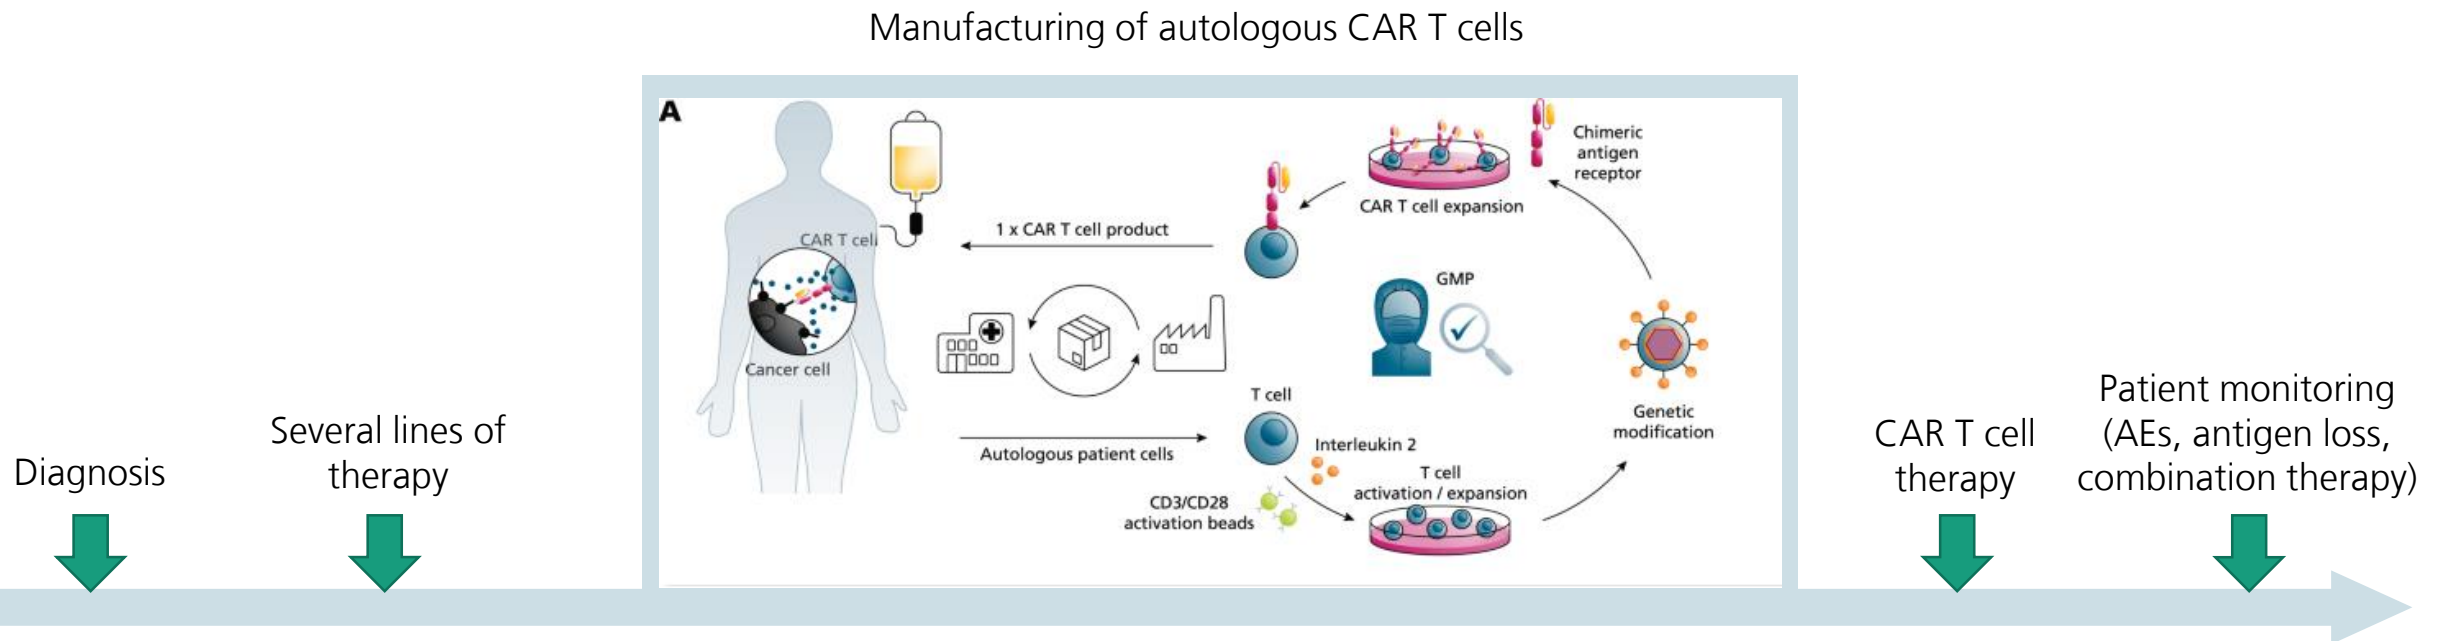 Manufacturing of autologous CAR T cells
A
Chimeric
antigen
receptor
CAR T cell expansion
1 x CAR T cell product
CAR T cell
Cancer cell
GMP
T cell
Genetic
modification
Interleukin 2
Autologous patient cells
T cell
activation / expansion
CD3/CD28
activation beads
Diagnosis
Several lines of
therapy
CAR T cell
therapy
Patient monitoring
(AEs, antigen loss,
combination therapy)